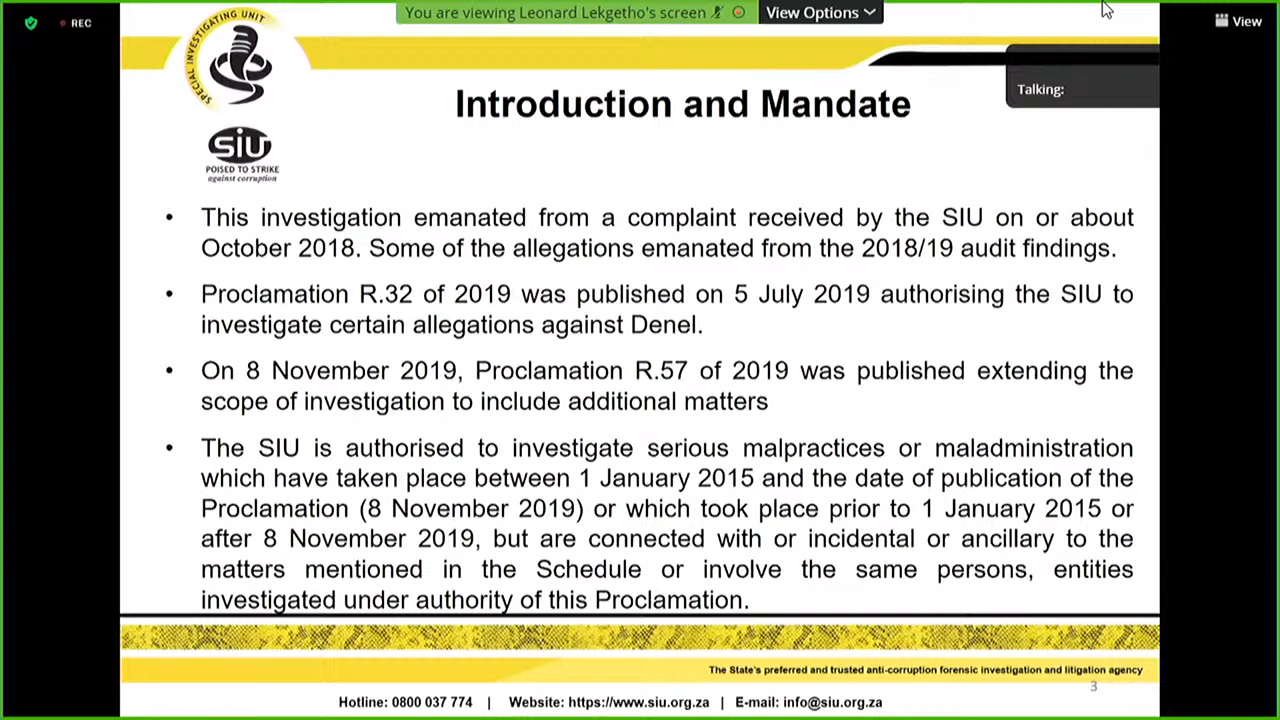 REC
You are viewing Leonard Lekgetho's screen
View Options
View
SPECIAL INVESTIGATING UNIT
Talking:
Introduction and Mandate
SiU
POISED TO STRIKE
against corruption
• This investigation emanated from a complaint received by the SIU on or about
October 2018. Some of the allegations emanated from the 2018/19 audit findings.
• Proclamation R.32 of 2019 was published on 5 July 2019 authorising the SIU to
investigate certain allegations against Denel.
• On 8 November 2019, Proclamation R.57 of 2019 was published extending the
scope of investigation to include additional matters
• The SIU is authorised to investigate serious malpractices or maladministration
which have taken place between 1 January 2015 and the date of publication of the
Proclamation (8 November 2019) or which took place prior to 1 January 2015 or
after 8 November 2019, but are connected with or incidental or ancillary to the
matters mentioned in the Schedule or involve the same persons, entities
investigated under authority of this Proclamation.
The State's preferred and trusted anti-corruption forensic investigation and litigation agency
3
Hotline: 0800 037 774 | Website: https://www.siu.org.za | E-mail: info@siu.org.za